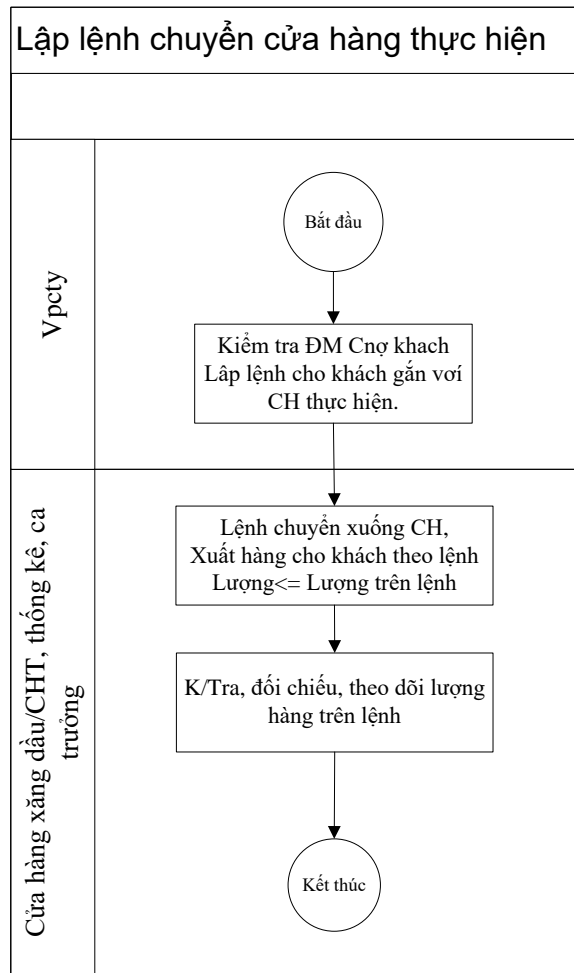 Lập lệnh chuyển cửa hàng thực hiện
Vpcty
Bắt đầu
Kiểm tra ĐM Cnợ khach
Lâp lệnh cho khách gắn vơí
CH thực hiện.
Cửa hàng xăng dầu/CHT, thống kê, ca
trưởng
Lệnh chuyển xuống CH,
Xuất hàng cho khách theo lệnh
Lượng<= Lượng trên lệnh
K/Tra, đối chiếu, theo dõi lượng
hàng trên lệnh
Kết thúc